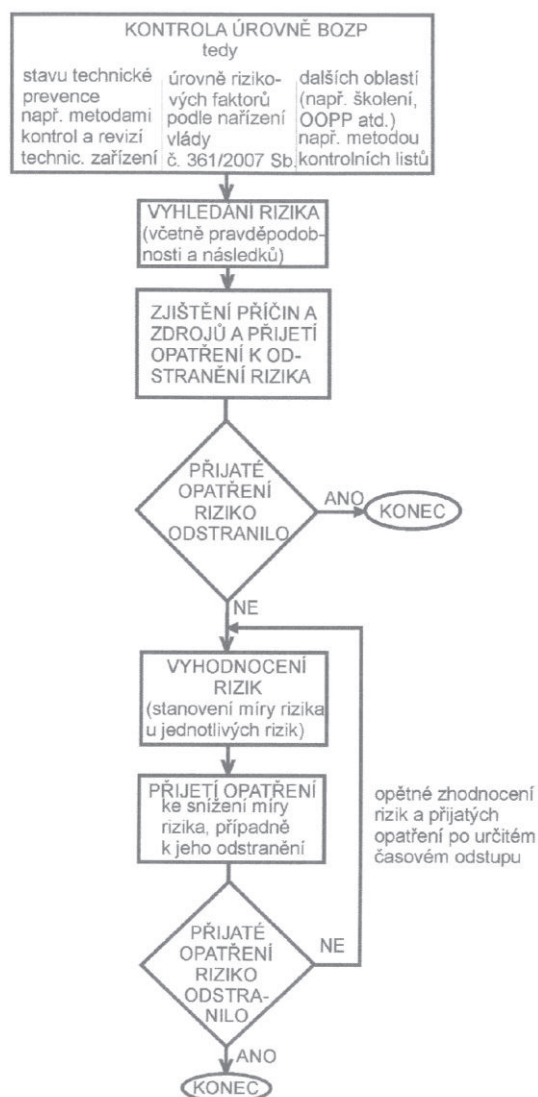 KONTROLA ÚROVNĚ BOZP
tedy
stavu technické
prevence
např. metodami
kontrol a revizí
technic. zařízení
úrovně riziko-
vých faktorů
podle nařízení
vlády
č. 361/2007 Sb.
dalších oblastí
(např. školení,
OOPP atd.)
např. metodou
kontrolních listů
VYHLEDÁNÍ RIZIKA
(včetně pravděpodob-
nosti a následků)
ZJIŠTĚNÍ PŘÍČIN A
ZDROJŮ A PŘIJETÍ
OPATŘENÍ K OD-
STRANĚNÍ RIZIKA
PŘIJATÉ
OPATŘENÍ
RIZIKO
ODSTRANILO
ANO
KONEC
NE
VYHODNOCENÍ
RIZIK
(stanovení míry rizika
u jednotlivých rizik)
PŘIJETÍ OPATŘENÍ
ke snížení míry
rizika, případně
k jeho odstranění
opětné zhodnocení
rizik a přijatých
opatření po určitém
časovém odstupu
PŘIJATÉ
OPATŘENÍ
RIZIKO
ODSTRA-
NILO
NE
ANO
KONEC